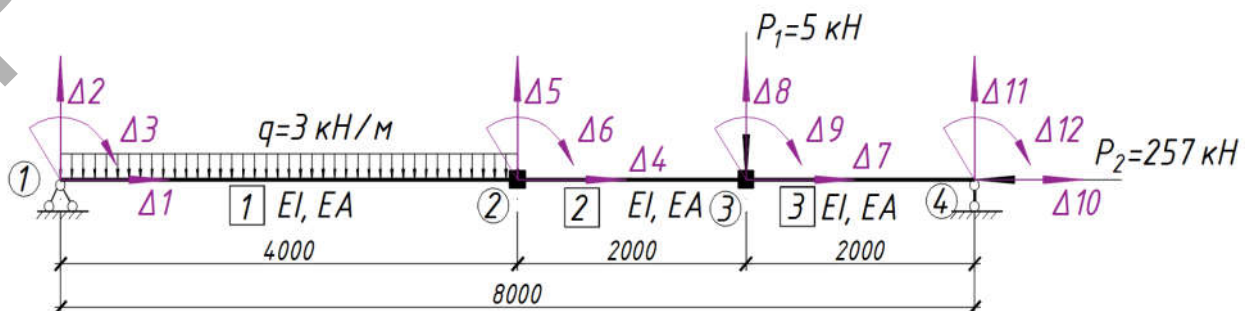 P₁=5 кН
Δ2 Δ5 Δ8 Δ11
Δ3 q=3 кН/м Δ6 Δ9 Δ12
P₂=257 кН
1 Δ1 Δ4 Δ7 Δ10
1 EI, EA 2 2 EI, EA 3 3 EI, EA 4
4000 2000 2000
8000